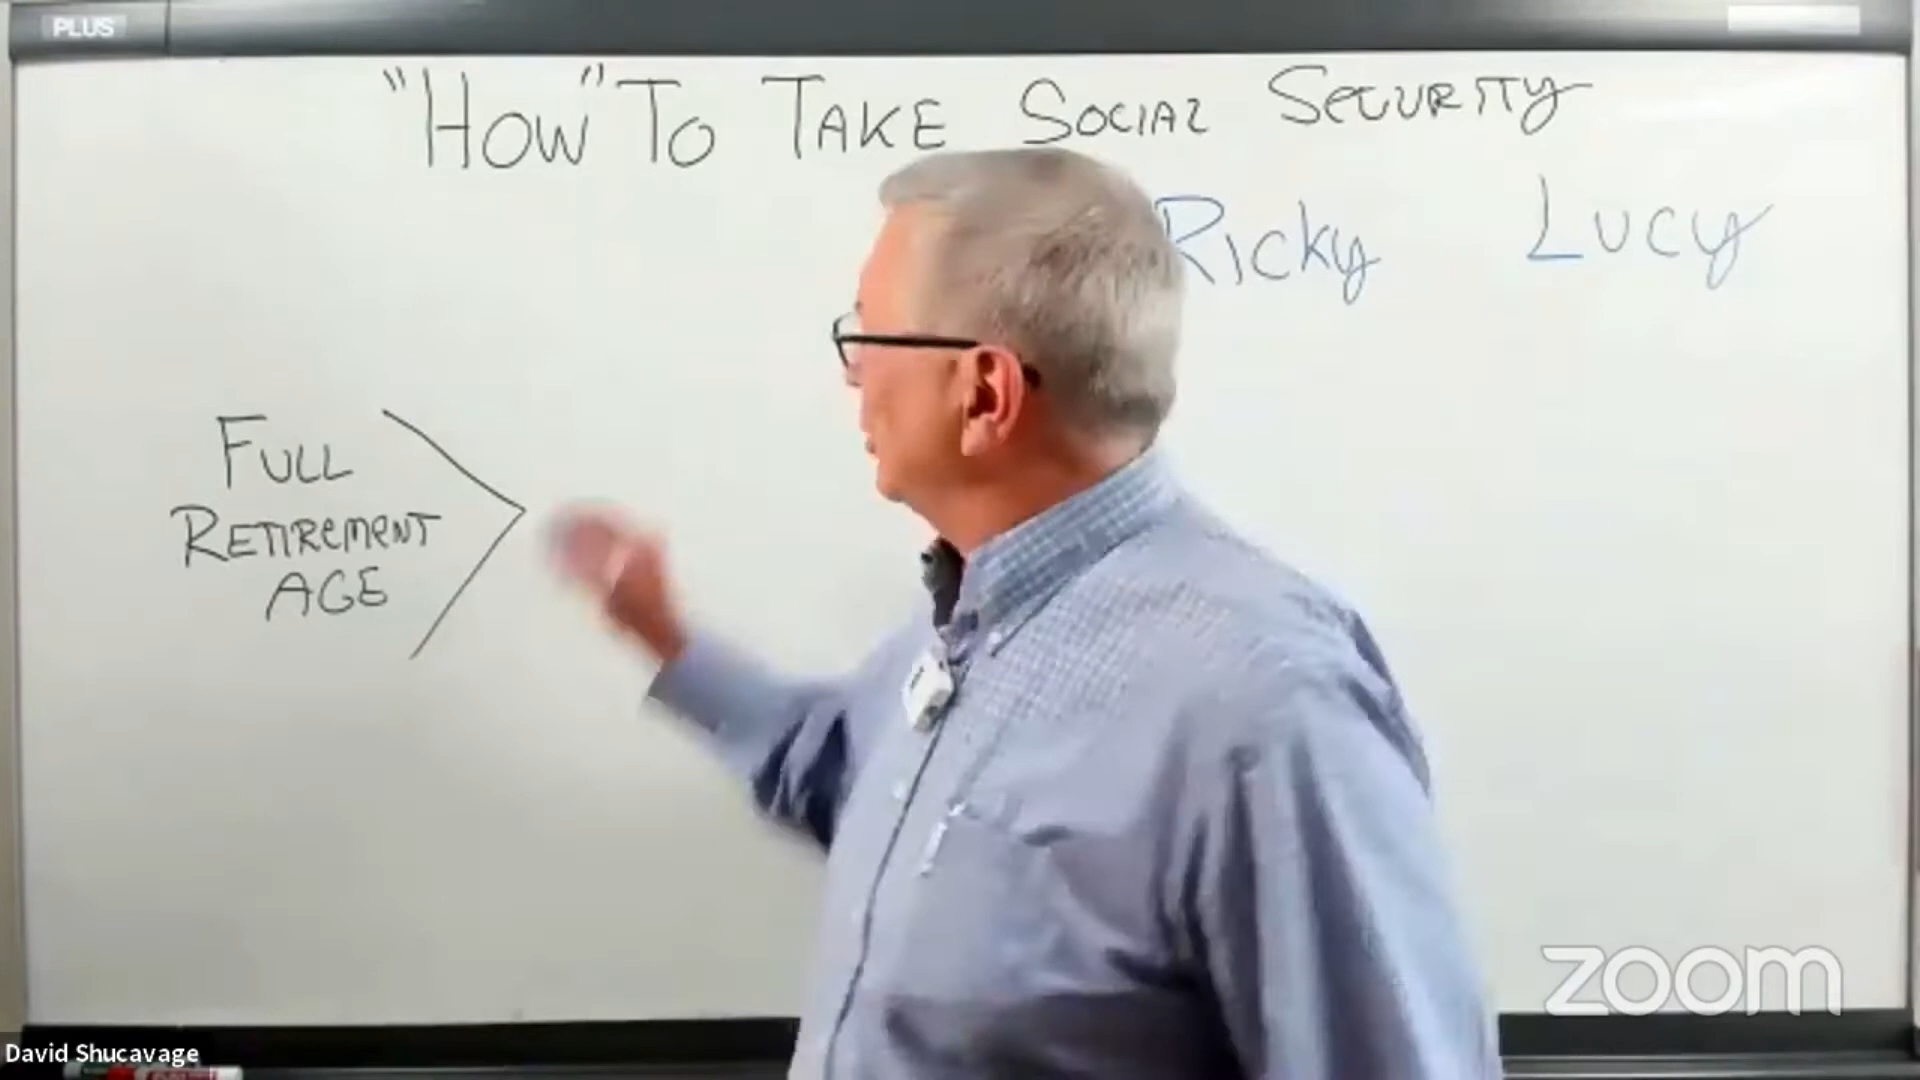 PLUS
"HOW" TO TAKE SOCIAL SECURITY
RICKY LUCY
FULL
RETIREMENT
AGE
zoom
David Shucavage